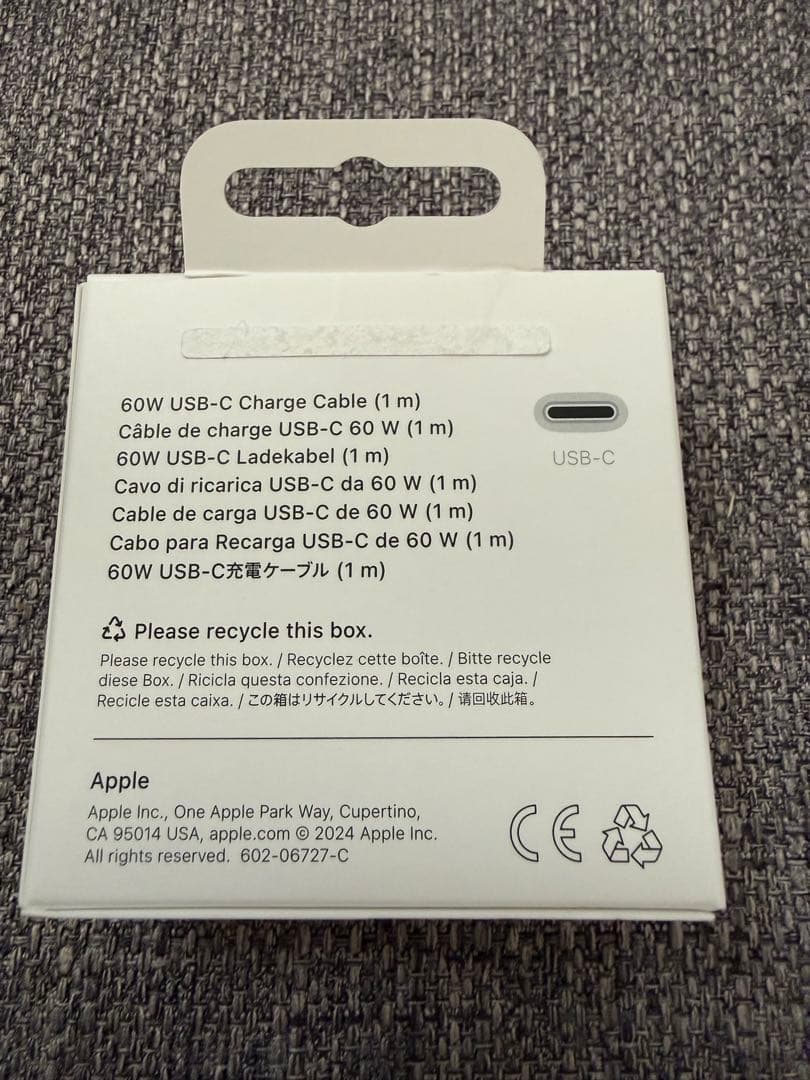 60W USB-C Charge Cable (1 m)
Câble de charge USB-C 60 W (1 m)
60W USB-C Ladekabel (1 m)
Cavo di ricarica USB-C da 60 W (1 m)
Cable de carga USB-C de 60 W (1 m)
Cabo para Recarga USB-C de 60 W (1 m)
60W USB-C充電ケーブル (1 m)
USB-C
Please recycle this box.
Please recycle this box. / Recyclez cette boîte. / Bitte recycle
diese Box. / Ricicla questa confezione. / Recicla esta caja. /
Recicle esta caixa. / この箱はリサイクルしてください。/ 请回收此箱。
Apple
Apple Inc., One Apple Park Way, Cupertino,
CA 95014 USA, apple.com © 2024 Apple Inc.
All rights reserved. 602-06727-C
CE